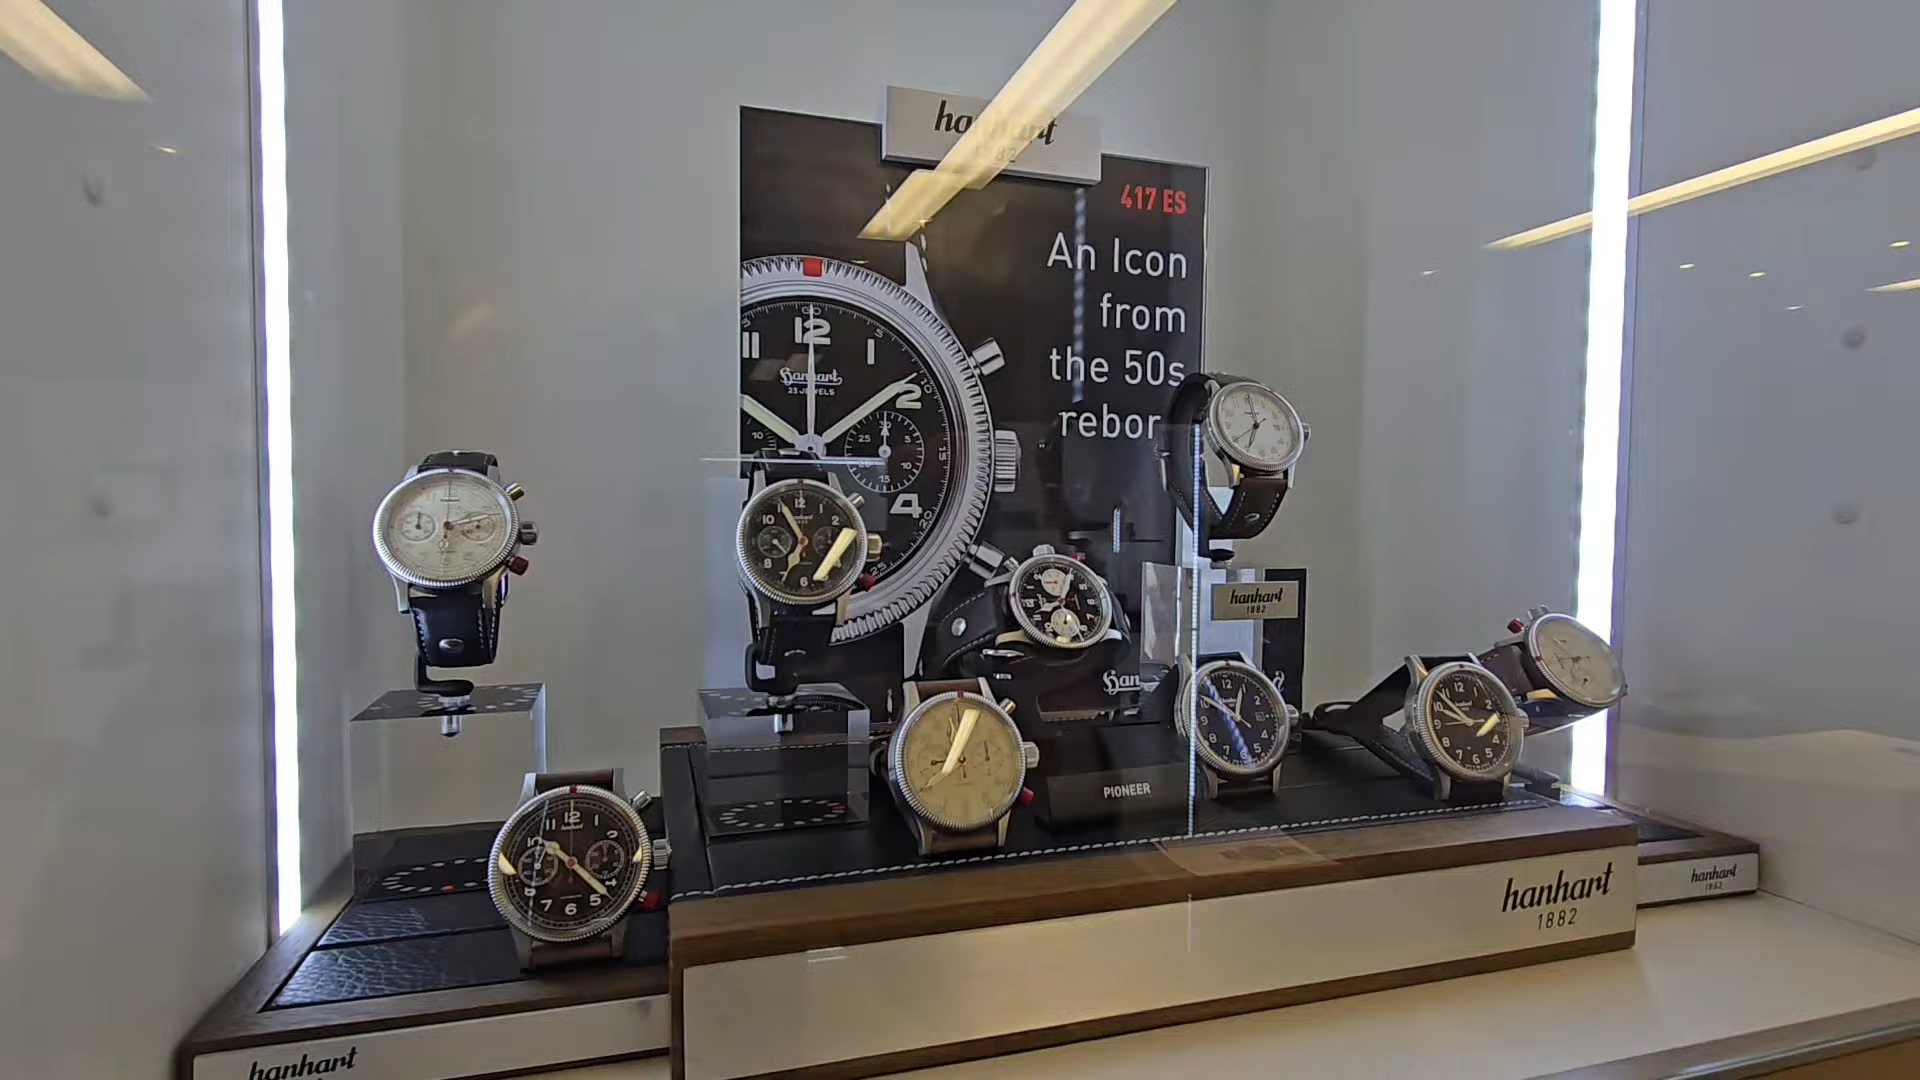 hanhart
1882
417 ES
An Icon
from
the 50s
rebor
hanhart
23 JEWELS
hanhart
1882
PIONEER
hanhart
1882
hanhart
1882
hanhart